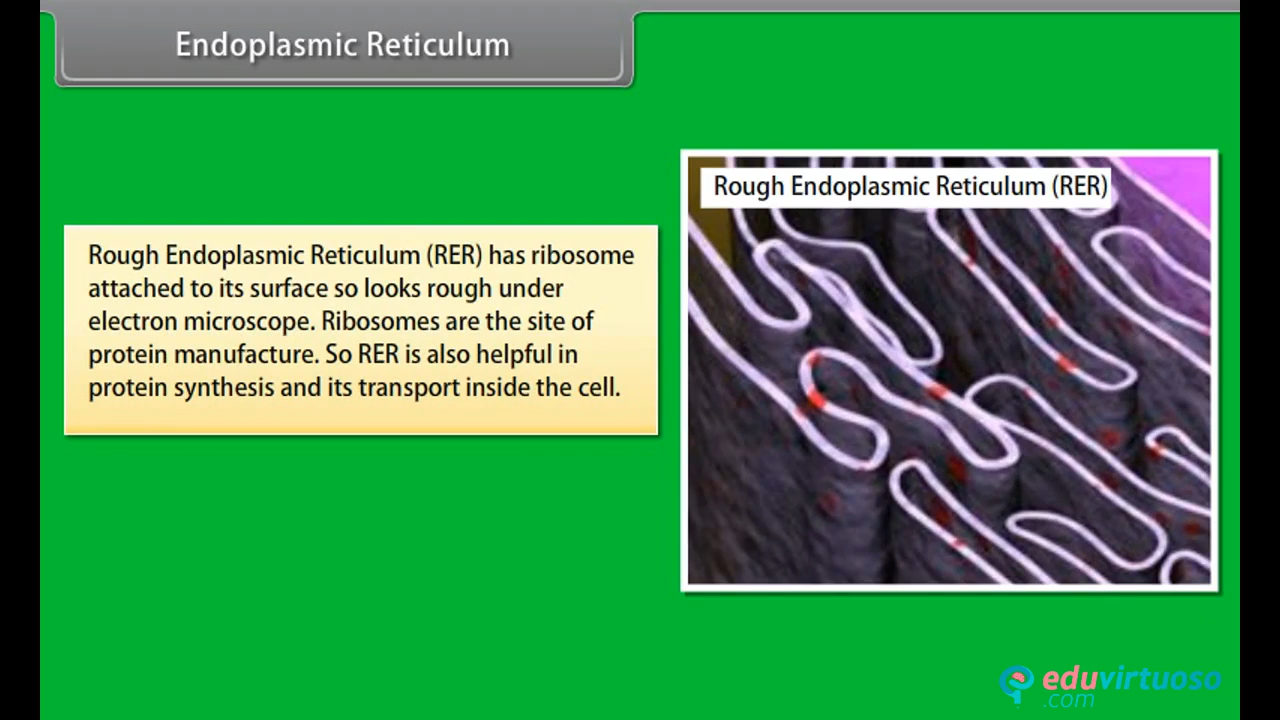 Endoplasmic Reticulum
Rough Endoplasmic Reticulum (RER)
Rough Endoplasmic Reticulum (RER) has ribosome
attached to its surface so looks rough under
electron microscope. Ribosomes are the site of
protein manufacture. So RER is also helpful in
protein synthesis and its transport inside the cell.
eduvirtuoso
.com